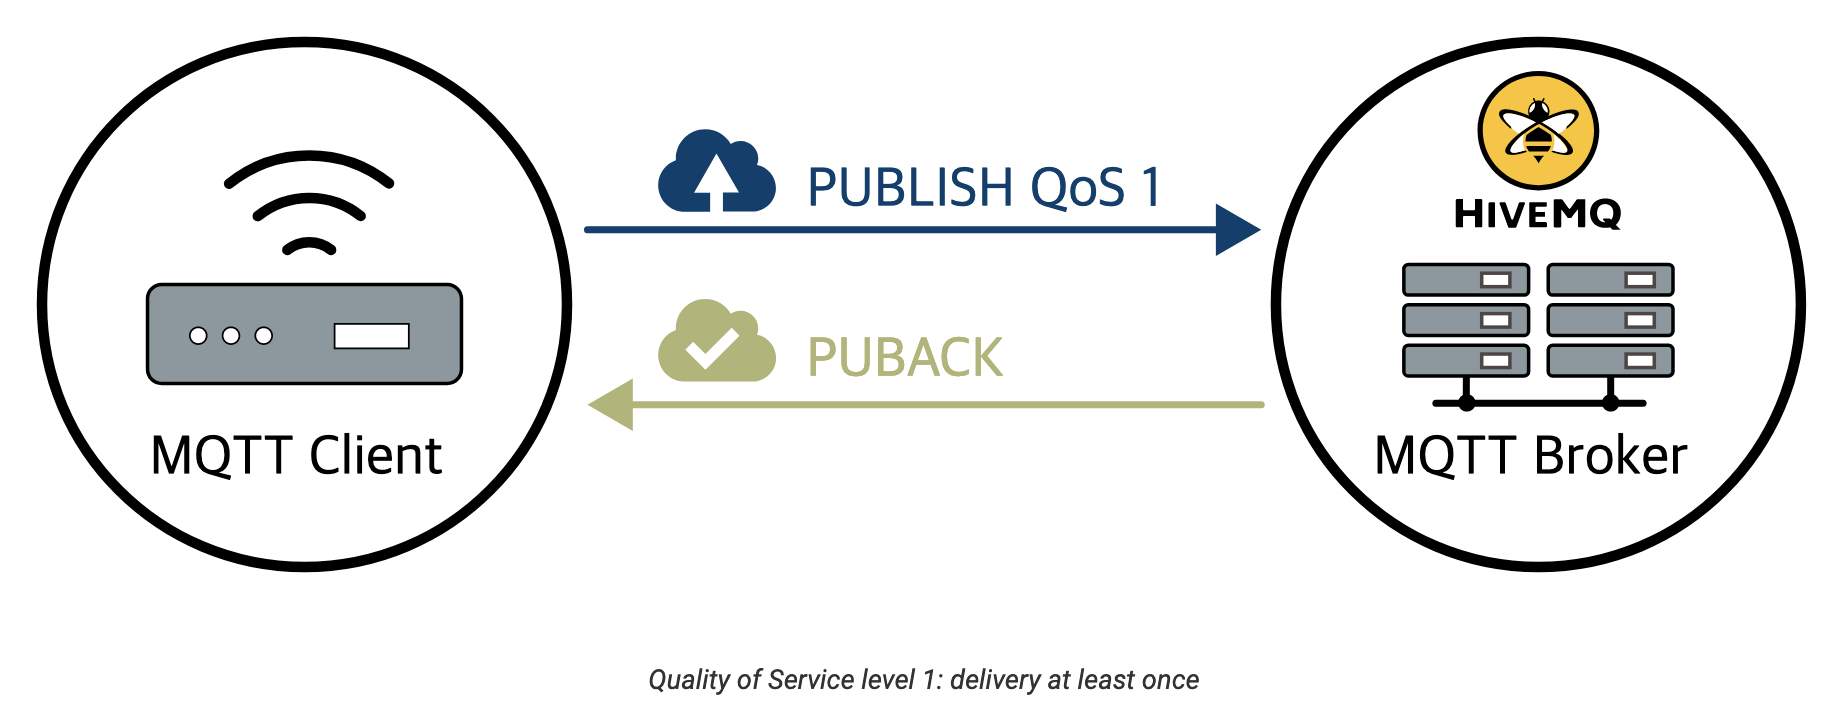 PUBLISH QoS 1
HIVEMQ
PUBACK
MQTT Client
MQTT Broker
Quality of Service level 1: delivery at least once